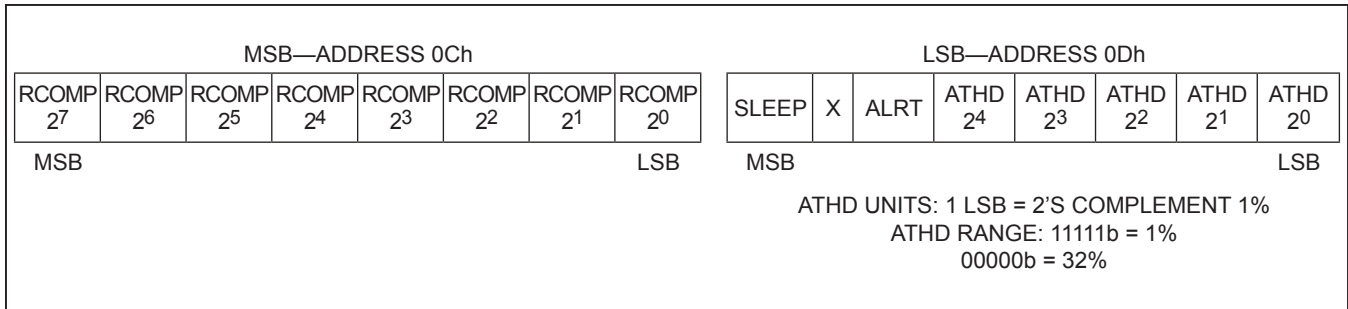 MSB—ADDRESS 0Ch LSB—ADDRESS 0Dh
RCOMP RCOMP RCOMP RCOMP RCOMP RCOMP RCOMP RCOMP SLEEP X ALRT ATHD ATHD ATHD ATHD ATHD
2⁷ 2⁶ 2⁵ 2⁴ 2³ 2² 2¹ 2⁰ 2⁴ 2³ 2² 2¹ 2⁰
MSB LSB MSB LSB
ATHD UNITS: 1 LSB = 2'S COMPLEMENT 1%
ATHD RANGE: 11111b = 1%
00000b = 32%